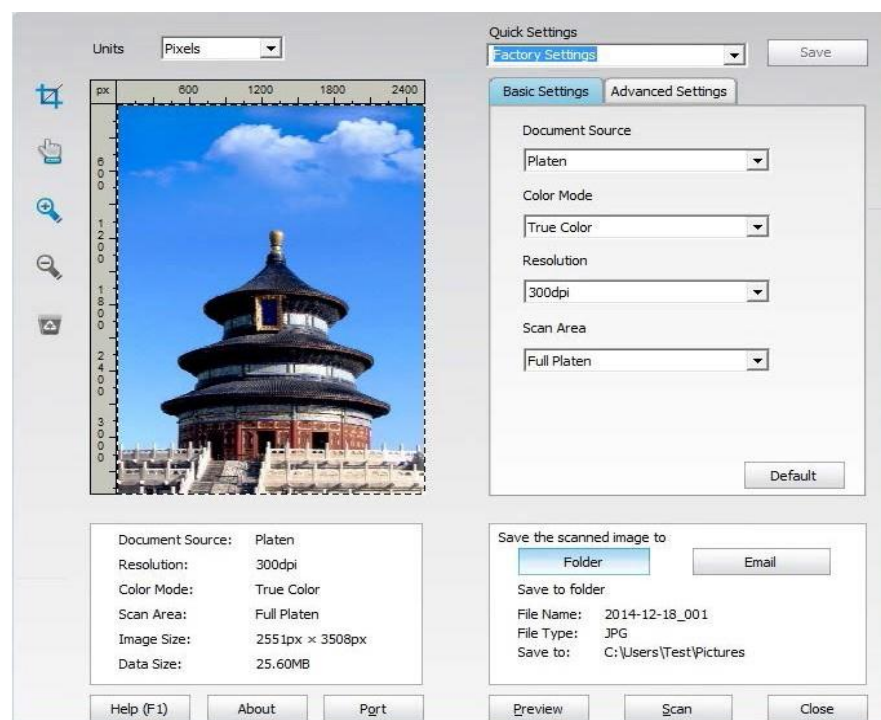 Units Pixels
Quick Settings
Factory Settings Save
px 600 1200 1800 2400
600
1200
1800
2400
3000
Basic Settings Advanced Settings
Document Source
Platen
Color Mode
True Color
Resolution
300dpi
Scan Area
Full Platen
Default
Document Source: Platen
Resolution: 300dpi
Color Mode: True Color
Scan Area: Full Platen
Image Size: 2551px × 3508px
Data Size: 25.60MB
Save the scanned image to
Folder Email
Save to folder
File Name: 2014-12-18_001
File Type: JPG
Save to: C:\Users\Test\Pictures
Help (F1) About Port
Preview Scan Close